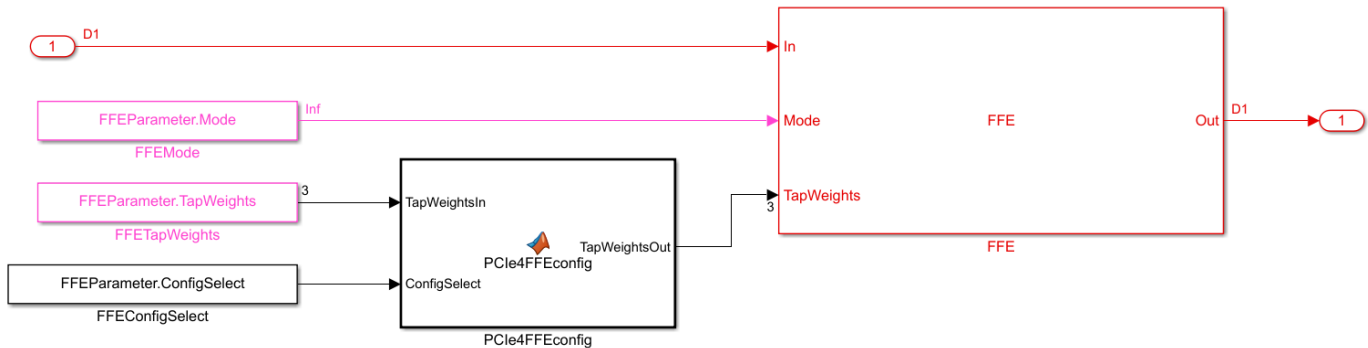 D1
1
In
FFEParameter.Mode
Inf
Mode
FFE
Out
D1
1
FFEMode
FFEParameter.TapWeights
3
TapWeightsIn
TapWeights
3
FFETapWeights
PCIe4FFEconfig
TapWeightsOut
FFE
FFEParameter.ConfigSelect
ConfigSelect
FFEConfigSelect
PCIe4FFEconfig